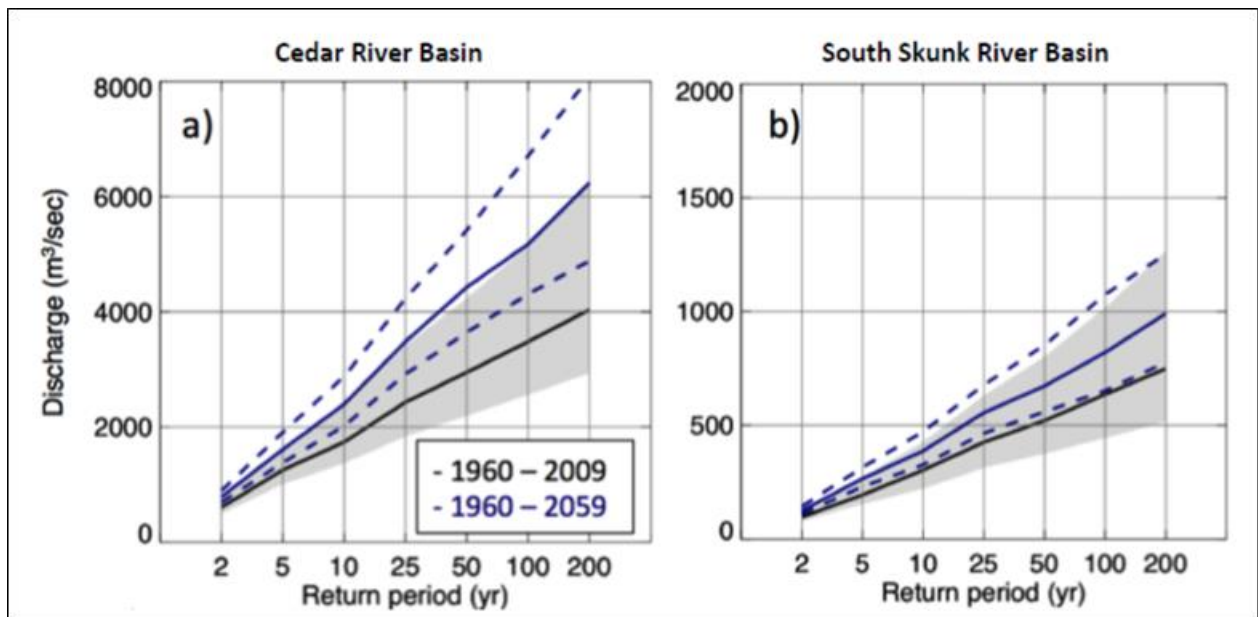 Cedar River Basin
South Skunk River Basin
a)
8000
6000
4000
2000
0
Discharge (m³/sec)
2 5 10 25 50 100 200
Return period (yr)
- 1960 – 2009
- 1960 – 2059
b)
2000
1500
1000
500
0
2 5 10 25 50 100 200
Return period (yr)